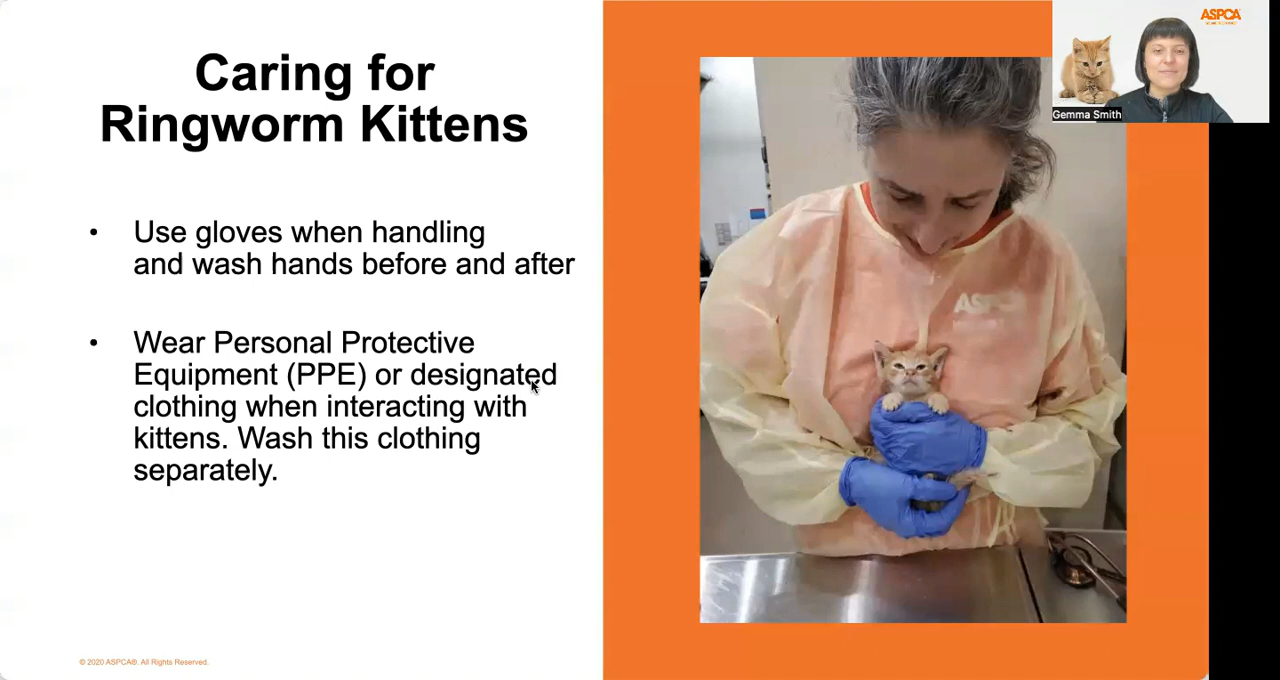 Caring for
Ringworm Kittens
• Use gloves when handling
and wash hands before and after
• Wear Personal Protective
Equipment (PPE) or designated
clothing when interacting with
kittens. Wash this clothing
separately.
© 2020 ASPCA®. All Rights Reserved.
ASPCA
ASPCA
Gemma Smith